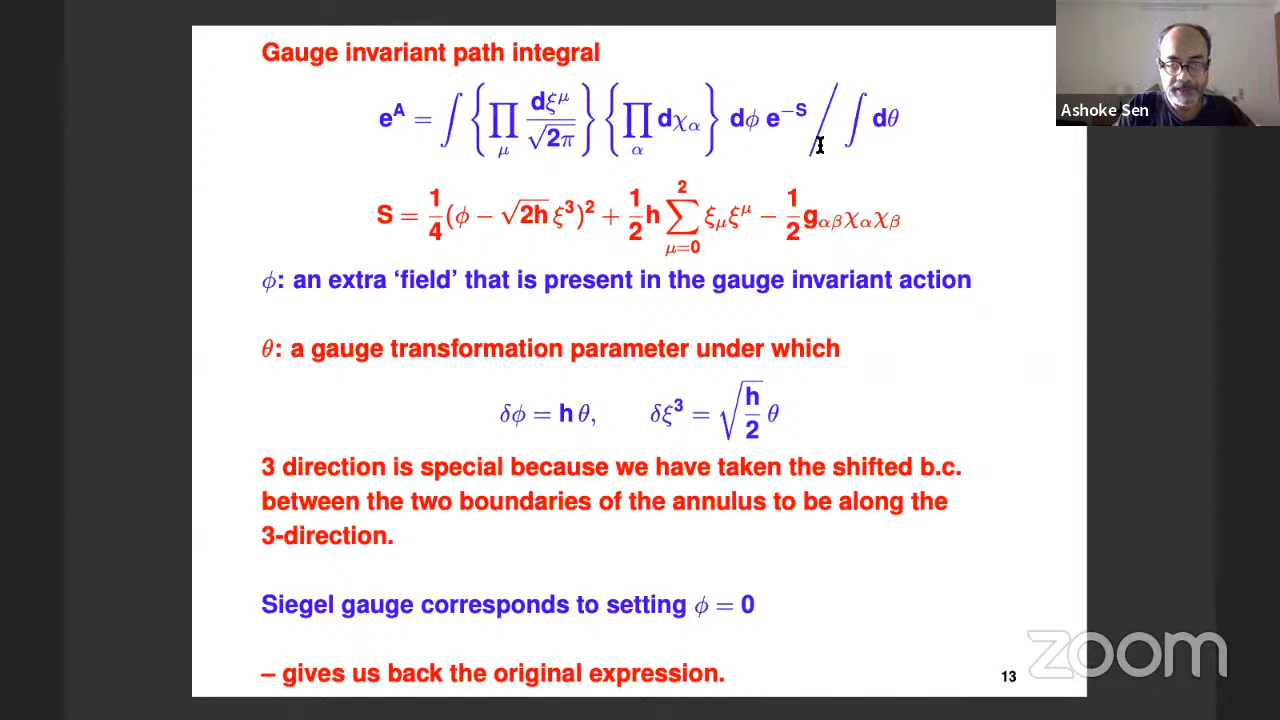 Gauge invariant path integral
e^A = ∫ { ∏_μ dξ^μ/√2π } { ∏_α dχ_α } dϕ e^{−S} / ∫ dθ
S = 1/4 (ϕ − √2h ξ^3)^2 + 1/2 h ∑_{μ=0}^{2} ξ_μ ξ^μ − 1/2 g_{αβ} χ_α χ_β
ϕ: an extra ‘field’ that is present in the gauge invariant action
θ: a gauge transformation parameter under which
δϕ = h θ, δξ^3 = √(h/2) θ
3 direction is special because we have taken the shifted b.c.
between the two boundaries of the annulus to be along the
3-direction.
Siegel gauge corresponds to setting ϕ = 0
– gives us back the original expression.
13
Ashoke Sen
zoom